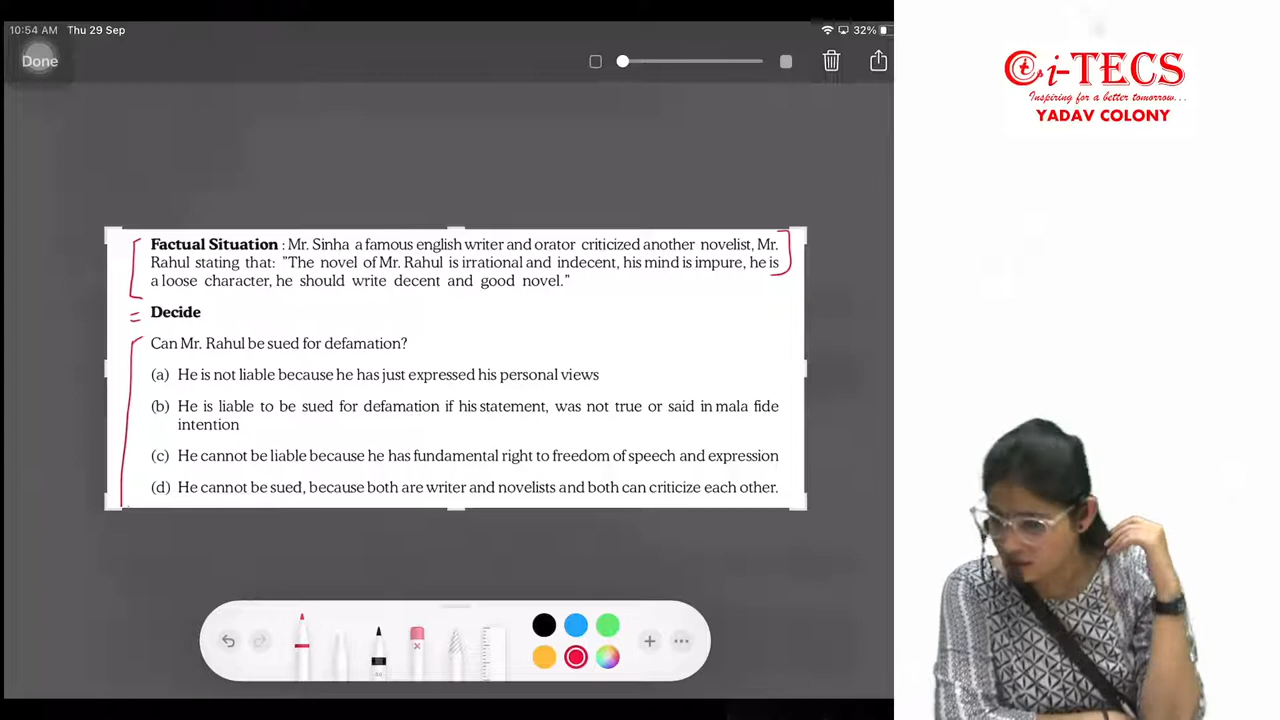 10:54 AM Thu 29 Sep
32%
Done
i-TECS
Inspiring for a better tomorrow...
YADAV COLONY
Factual Situation : Mr. Sinha a famous english writer and orator criticized another novelist, Mr.
Rahul stating that: "The novel of Mr. Rahul is irrational and indecent, his mind is impure, he is
a loose character, he should write decent and good novel."
Decide
Can Mr. Rahul be sued for defamation?
(a) He is not liable because he has just expressed his personal views
(b) He is liable to be sued for defamation if his statement, was not true or said in mala fide
intention
(c) He cannot be liable because he has fundamental right to freedom of speech and expression
(d) He cannot be sued, because both are writer and novelists and both can criticize each other.